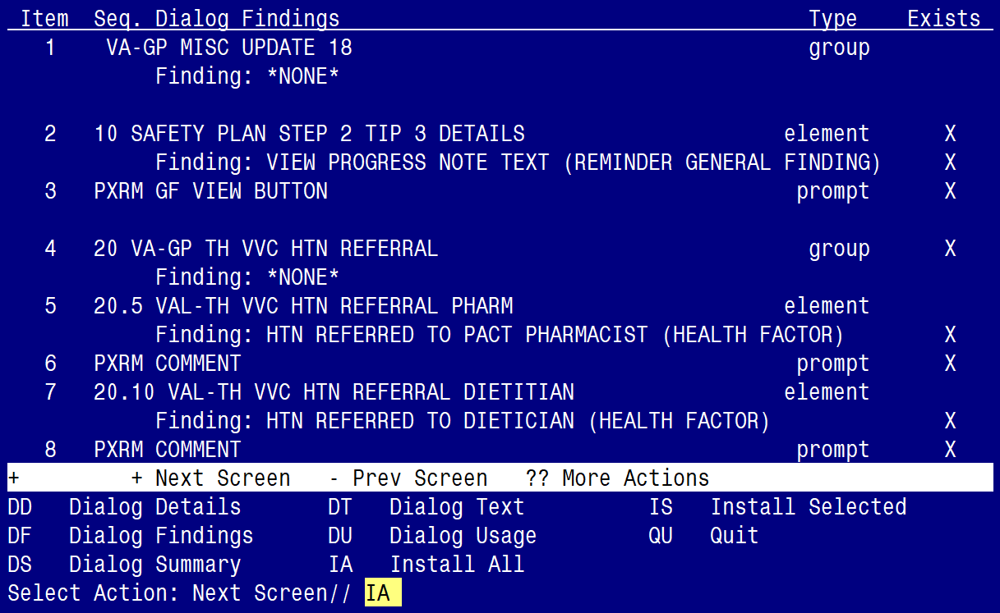 Item  Seq. Dialog Findings                                      Type    Exists
1    VA-GP MISC UPDATE 18                                     group
Finding: *NONE*
2   10 SAFETY PLAN STEP 2 TIP 3 DETAILS                     element      X
Finding: VIEW PROGRESS NOTE TEXT (REMINDER GENERAL FINDING)     X
3   PXRM GF VIEW BUTTON                                      prompt      X
4   20 VA-GP TH VVC HTN REFERRAL                              group      X
Finding: *NONE*
5   20.5 VAL-TH VVC HTN REFERRAL PHARM                      element
Finding: HTN REFERRED TO PACT PHARMACIST (HEALTH FACTOR)        X
6   PXRM COMMENT                                             prompt      X
7   20.10 VAL-TH VVC HTN REFERRAL DIETITIAN                 element
Finding: HTN REFERRED TO DIETICIAN (HEALTH FACTOR)              X
8   PXRM COMMENT                                             prompt      X
+         + Next Screen   - Prev Screen   ?? More Actions
DD   Dialog Details       DT   Dialog Text          IS   Install Selected
DF   Dialog Findings      DU   Dialog Usage         QU   Quit
DS   Dialog Summary       IA   Install All
Select Action: Next Screen// IA